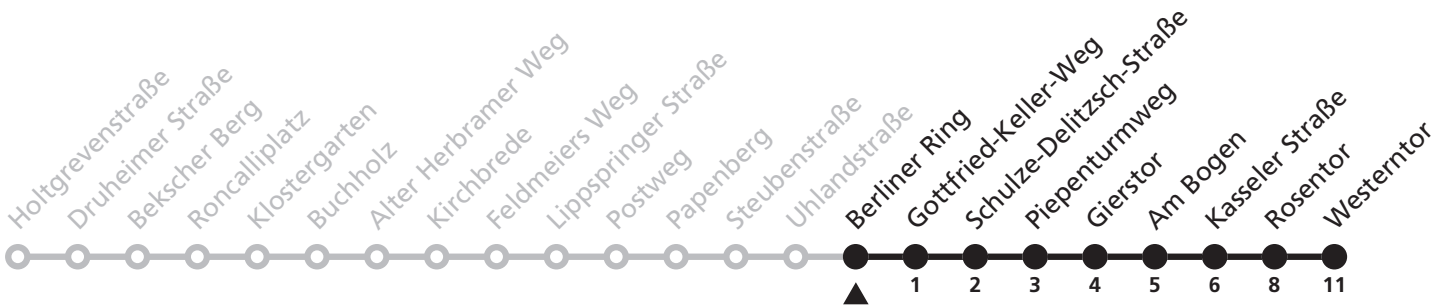 Holtgrevenstraße
Druheimer Straße
Bekscher Berg
Roncalliplatz
Klostergarten
Buchholz
Alter Herbramer Weg
Kirchbrede
Feldmeiers Weg
Lippspringer Straße
Postweg
Papenberg
Steubenstraße
Uhlandstraße
Berliner Ring
Gottfried-Keller-Weg
Schulze-Delitzsch-Straße
Piepenturmweg
Gierstor
Am Bogen
Kasseler Straße
Rosentor
Westerntor
1 2 3 4 5 6 8 11